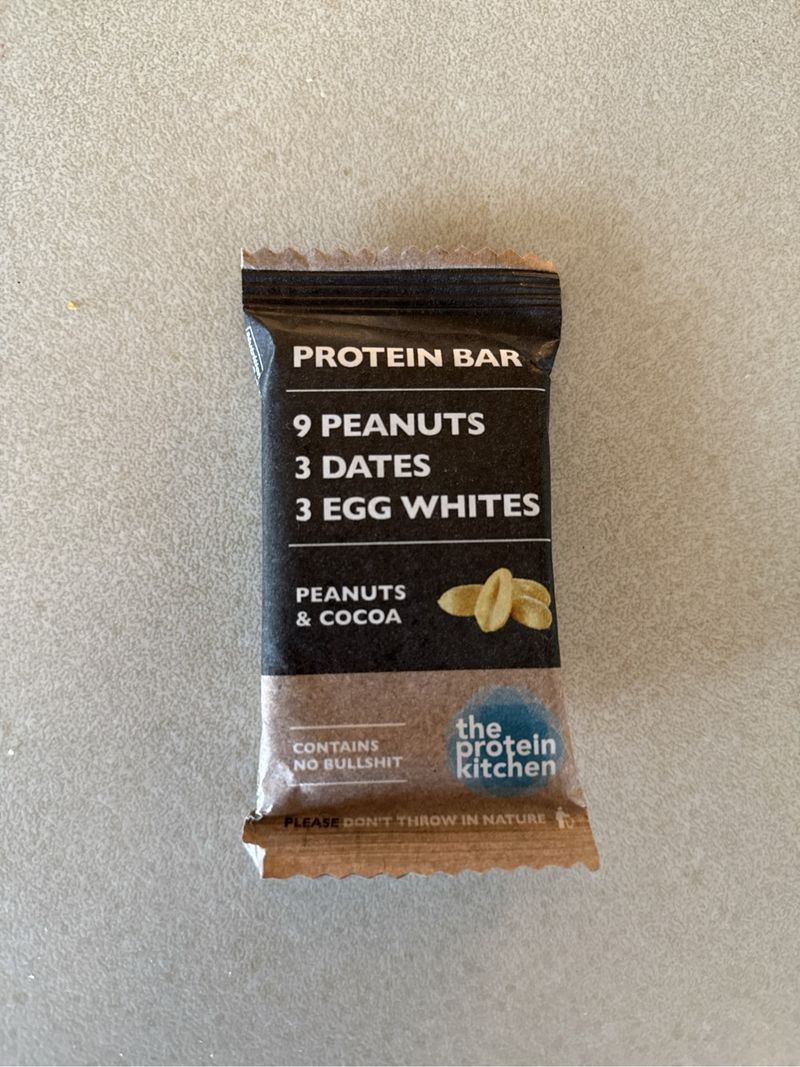 PROTEIN BAR
9 PEANUTS
3 DATES
3 EGG WHITES
PEANUTS
& COCOA
CONTAINS
NO BULLSHIT
the
protein
kitchen
PLEASE DON'T THROW IN NATURE